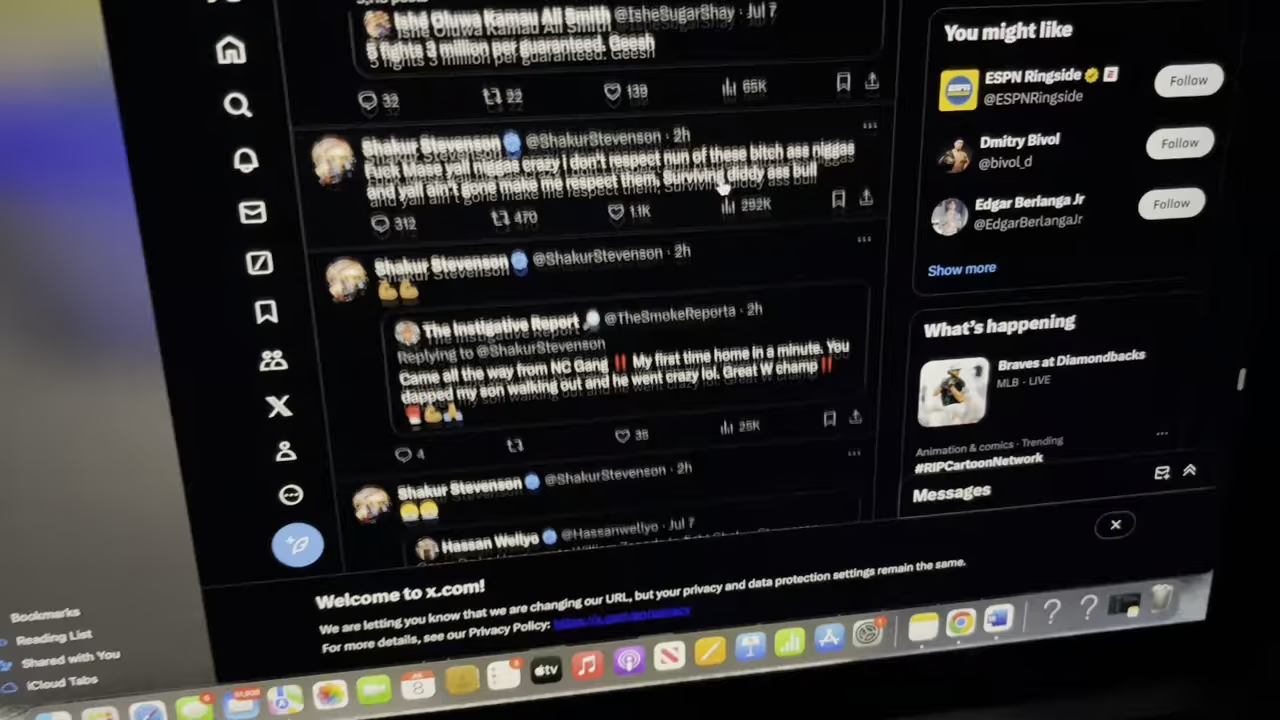 Ishe Oluwa Kamau Ali Smith @IsheSugarShay · Jul 7
5 fights 3 million per guaranteed. Geesh
32 22 139 65K
Shakur Stevenson @ShakurStevenson · 2h
Fuck Mase yall niggas crazy i don't respect nun of these bitch ass niggas
and yall ain't gone make me respect them, Surviving diddy ass bull
312 470 1.1K 292K
Shakur Stevenson @ShakurStevenson · 2h
The Instigative Report @TheSmokeReporta · 2h
Replying to @ShakurStevenson
Came all the way from NC Gang ‼️ My first time home in a minute. You
dapped my son walking out and he went crazy lol. Great W champ ‼️
4 35 25K
Shakur Stevenson @ShakurStevenson · 2h
Hassan Wellyo @Hassanwellyo · Jul 7
You might like
ESPN Ringside
@ESPNRingside
Follow
Dmitry Bivol
@bivol_d
Follow
Edgar Berlanga Jr
@EdgarBerlangaJr
Follow
Show more
What's happening
Braves at Diamondbacks
MLB · LIVE
Animation & comics · Trending
#RIPCartoonNetwork
Messages
Welcome to x.com!
We are letting you know that we are changing our URL, but your privacy and data protection settings remain the same.
For more details, see our Privacy Policy: https://x.com/en/privacy
Bookmarks
Reading List
Shared with You
iCloud Tabs
8
tv